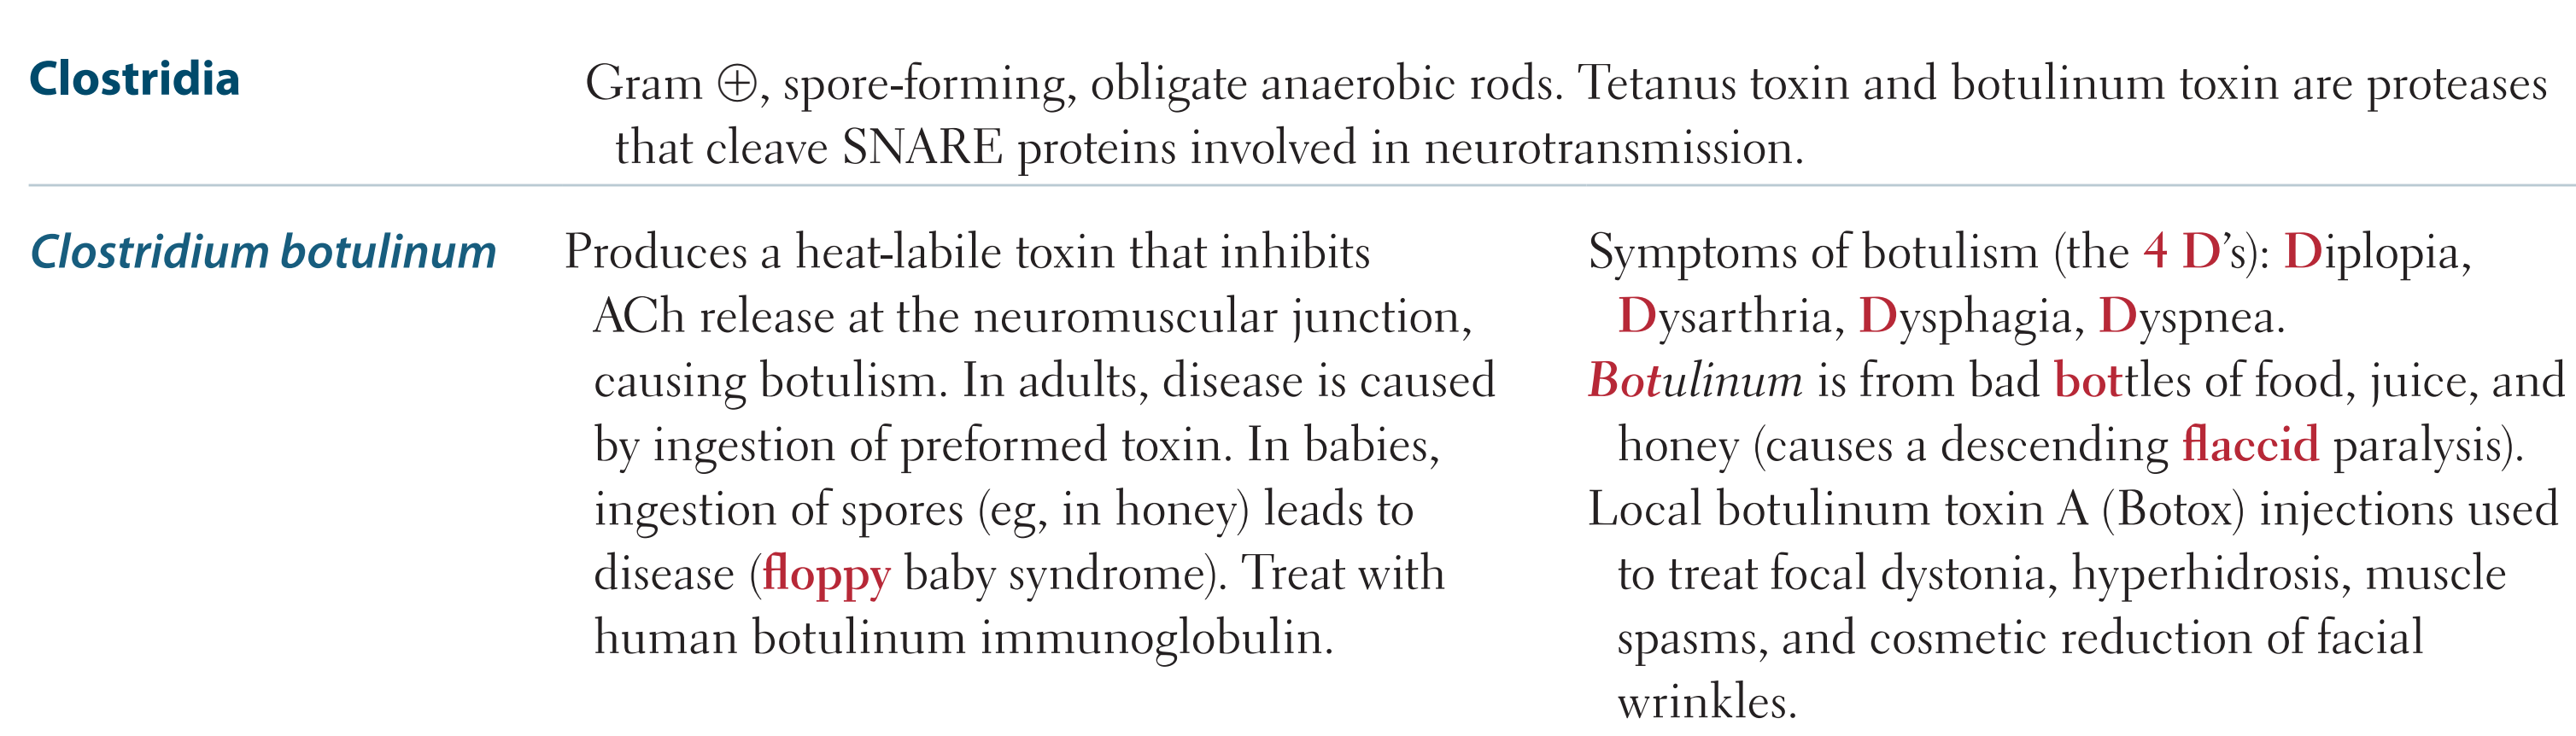 Clostridia
Gram ⊕, spore-forming, obligate anaerobic rods. Tetanus toxin and botulinum toxin are proteases
that cleave SNARE proteins involved in neurotransmission.
Clostridium botulinum
Produces a heat-labile toxin that inhibits
ACh release at the neuromuscular junction,
causing botulism. In adults, disease is caused
by ingestion of preformed toxin. In babies,
ingestion of spores (eg, in honey) leads to
disease (floppy baby syndrome). Treat with
human botulinum immunoglobulin.
Symptoms of botulism (the 4 D’s): Diplopia,
Dysarthria, Dysphagia, Dyspnea.
Botulinum is from bad bottles of food, juice, and
honey (causes a descending flaccid paralysis).
Local botulinum toxin A (Botox) injections used
to treat focal dystonia, hyperhidrosis, muscle
spasms, and cosmetic reduction of facial
wrinkles.